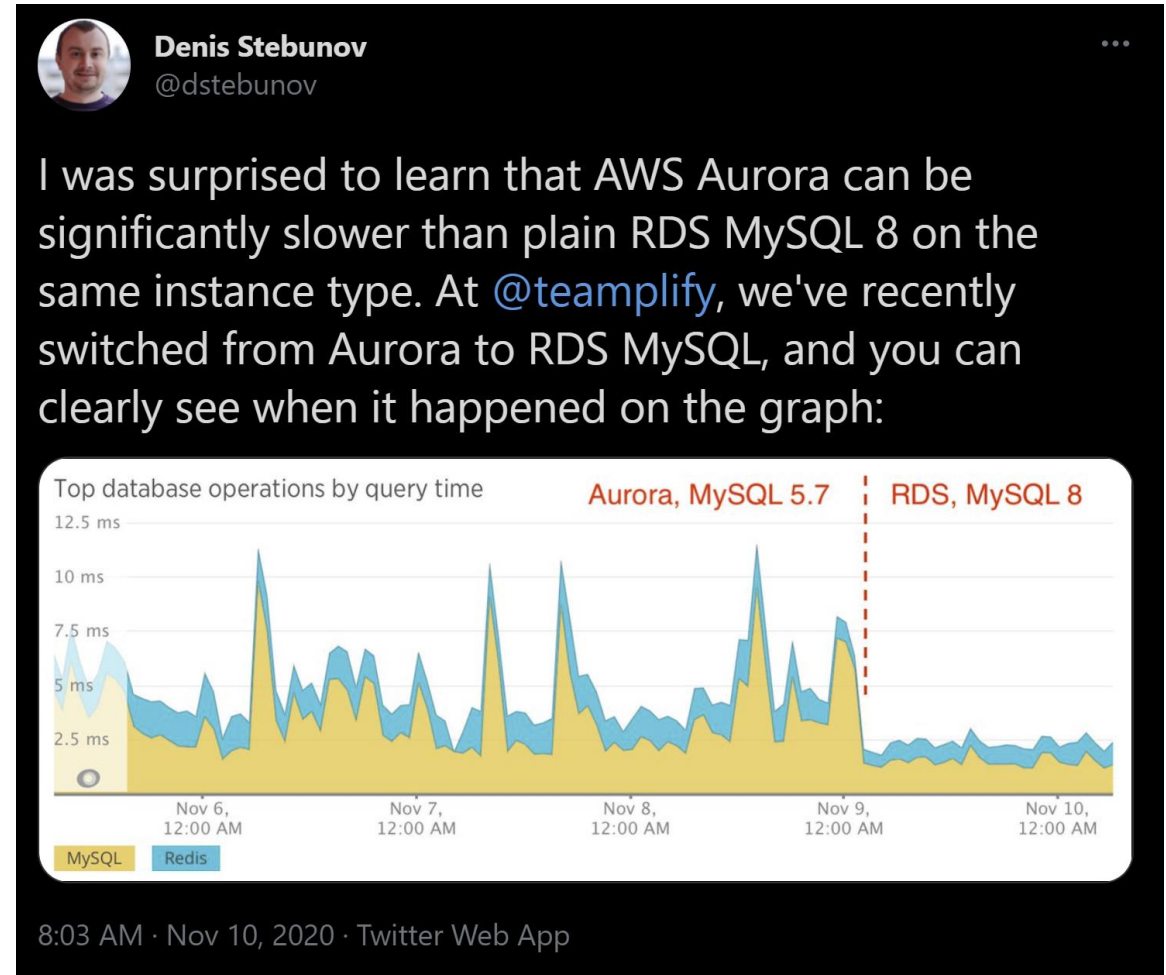 Denis Stebunov
@dstebunov
I was surprised to learn that AWS Aurora can be
significantly slower than plain RDS MySQL 8 on the
same instance type. At @teamplify, we've recently
switched from Aurora to RDS MySQL, and you can
clearly see when it happened on the graph:
Top database operations by query time
Aurora, MySQL 5.7
RDS, MySQL 8
12.5 ms
10 ms
7.5 ms
5 ms
2.5 ms
Nov 6,
12:00 AM
Nov 7,
12:00 AM
Nov 8,
12:00 AM
Nov 9,
12:00 AM
Nov 10,
12:00 AM
MySQL
Redis
8:03 AM · Nov 10, 2020 · Twitter Web App